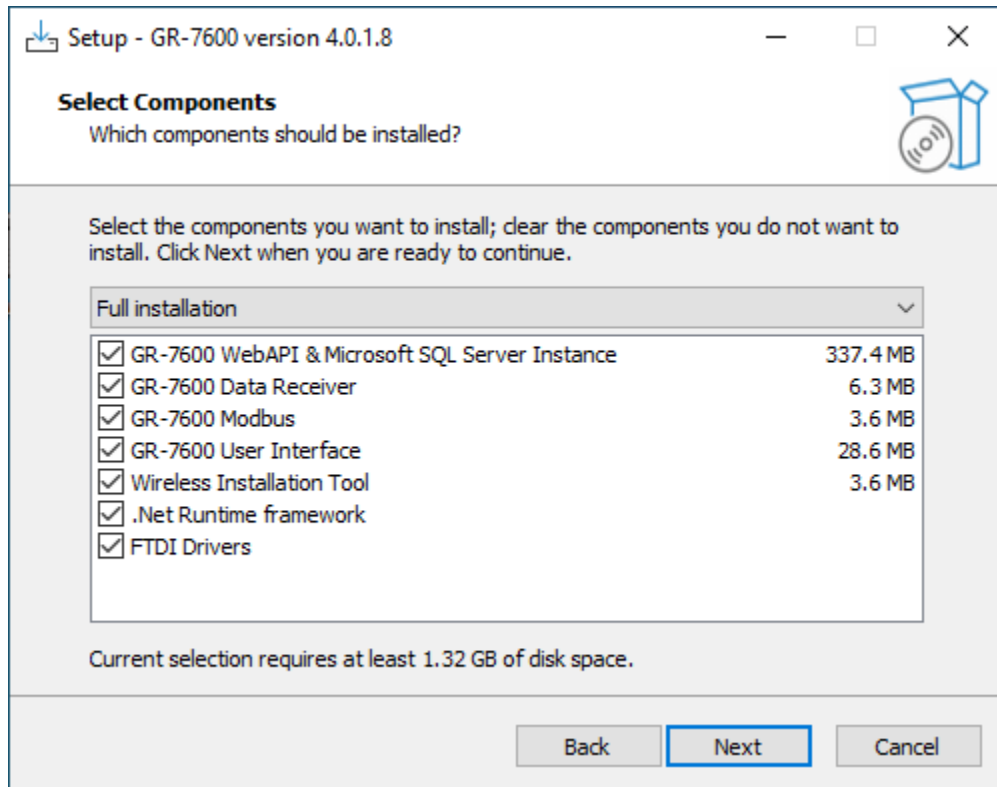 Setup - GR-7600 version 4.0.1.8
Select Components
Which components should be installed?
Select the components you want to install; clear the components you do not want to
install. Click Next when you are ready to continue.
Full installation
GR-7600 WebAPI & Microsoft SQL Server Instance 337.4 MB
GR-7600 Data Receiver 6.3 MB
GR-7600 Modbus 3.6 MB
GR-7600 User Interface 28.6 MB
Wireless Installation Tool 3.6 MB
.Net Runtime framework
FTDI Drivers
Current selection requires at least 1.32 GB of disk space.
Back Next Cancel